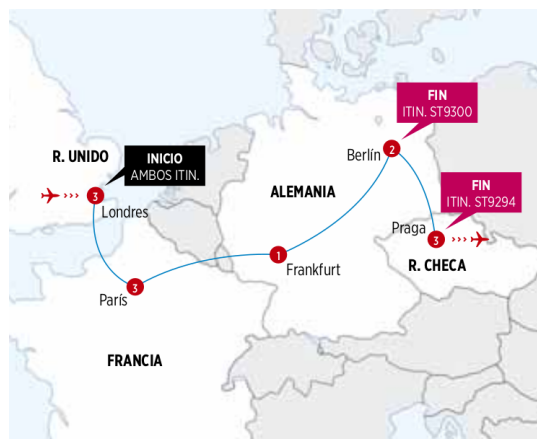 FIN
ITIN. ST9300
R. UNIDO
INICIO
AMBOS ITIN.
2
Berlín
ALEMANIA
FIN
ITIN. ST9294
3
Londres
Praga
3
R. CHECA
1
Frankfurt
3
París
FRANCIA